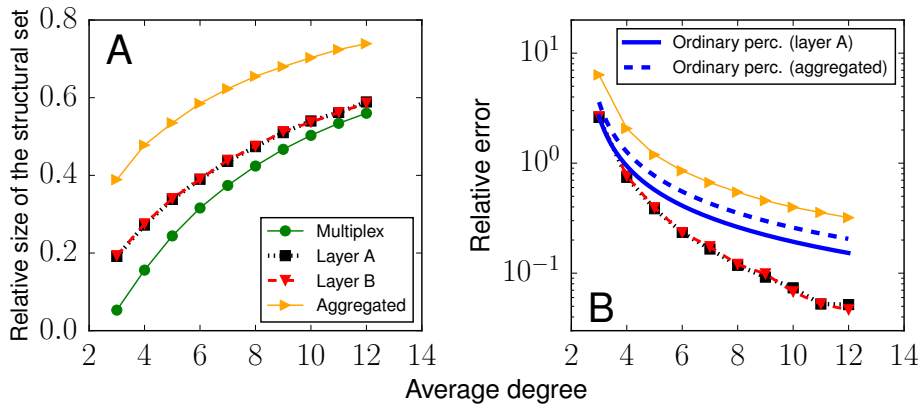 A
Relative size of the structural set
0.8
0.6
0.4
0.2
0.0
2 4 6 8 10 12 14
Multiplex
Layer A
Layer B
Aggregated
B
Relative error
10^1
10^0
10^{-1}
2 4 6 8 10 12 14
Ordinary perc. (layer A)
Ordinary perc. (aggregated)
Average degree